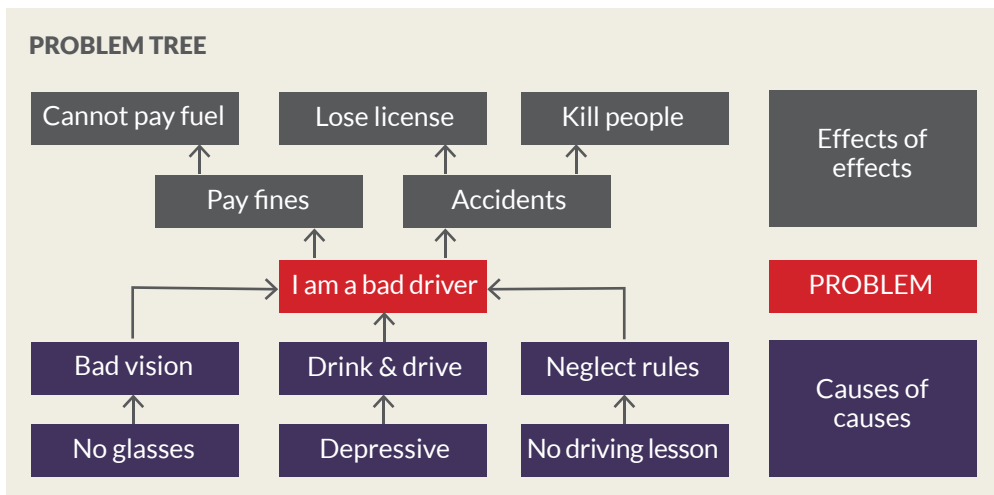 PROBLEM TREE
Cannot pay fuel
Lose license
Kill people
Effects of
effects
Pay fines
Accidents
I am a bad driver
PROBLEM
Bad vision
Drink & drive
Neglect rules
Causes of
causes
No glasses
Depressive
No driving lesson